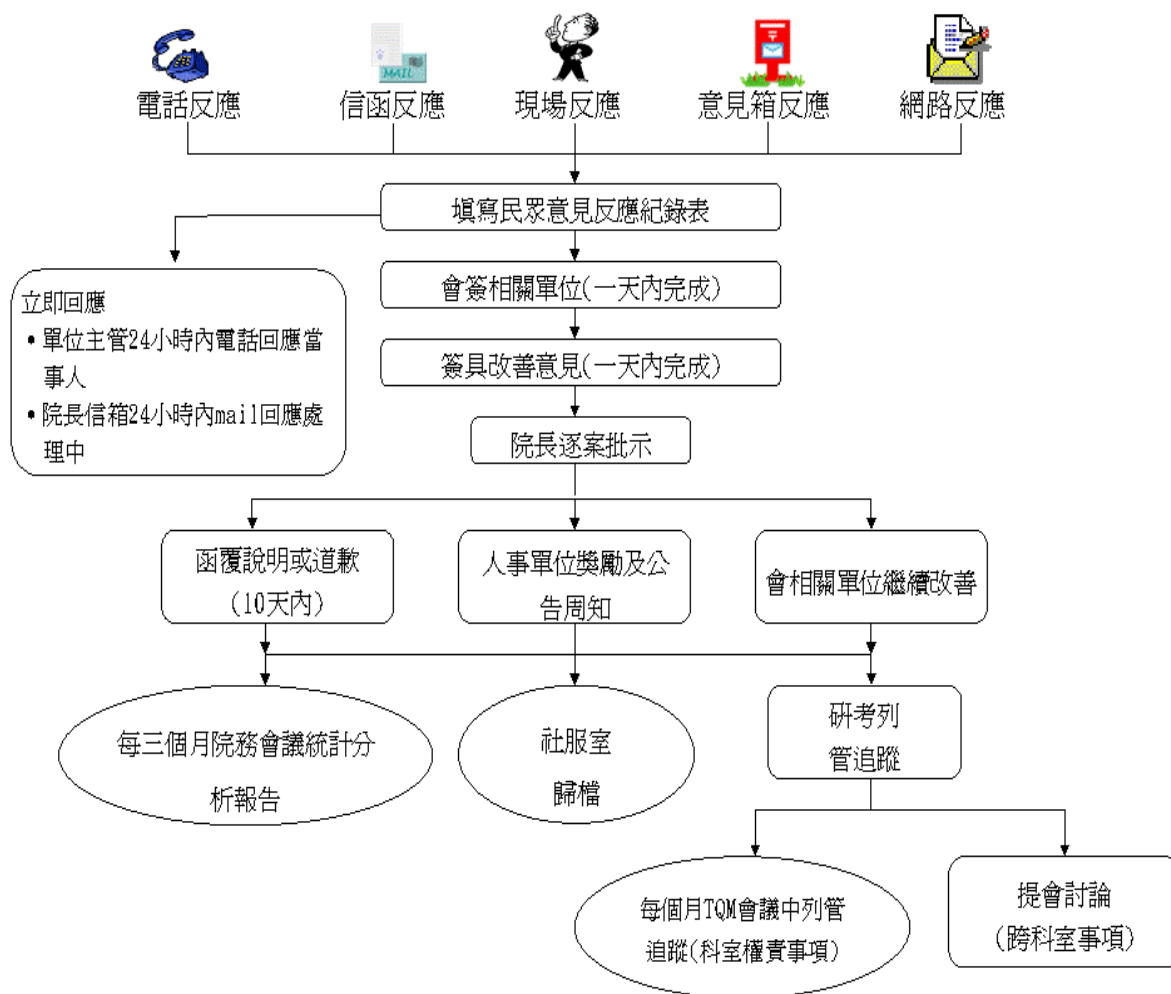 MAIL
電話反應
信函反應
現場反應
意見箱反應
網路反應
填寫民眾意見反應紀錄表
會簽相關單位(一天內完成)
立即回應
•單位主管24小時內電話回應當
事人
•院長信箱24小時內mail回應處
理中
簽具改善意見(一天內完成)
院長逐案批示
函覆說明或道歉
(10天內)
人事單位獎勵及公
告周知
會相關單位繼續改善
每三個月院務會議統計分
析報告
社服室
歸檔
研考列
管追蹤
每個月TQM會議中列管
追蹤(科室權責事項)
提會討論
(跨科室事項)